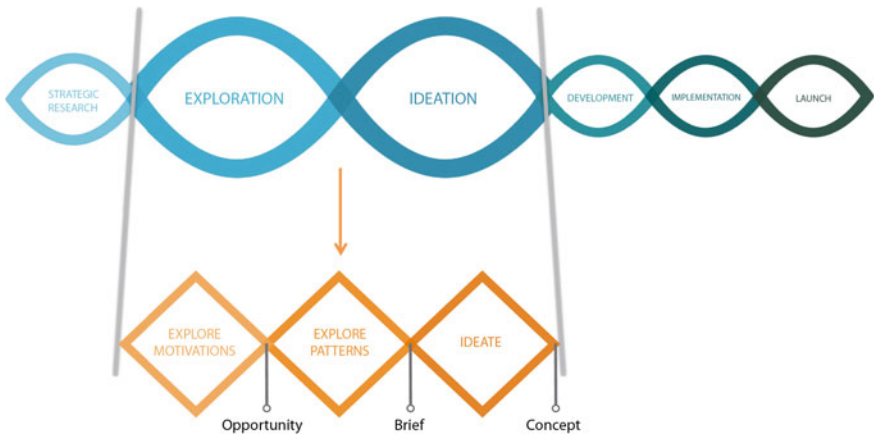 STRATEGIC
RESEARCH
EXPLORATION
IDEATION
DEVELOPMENT
IMPLEMENTATION
LAUNCH
EXPLORE
MOTIVATIONS
EXPLORE
PATTERNS
IDEATE
Opportunity
Brief
Concept